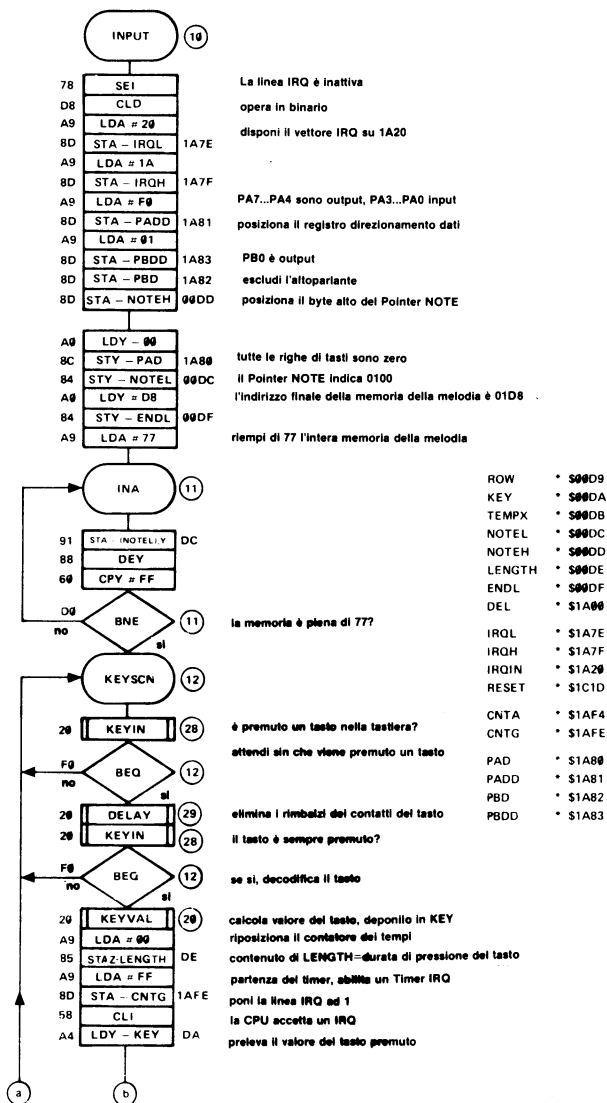 INPUT 10
78 SEI La linea IRQ è inattiva
D8 CLD opera in binario
A9 LDA # 20
disponi il vettore IRQ su 1A20
8D STA – IRQL 1A7E
A9 LDA # 1A
8D STA – IRQH 1A7F
A9 LDA # F0 PA7...PA4 sono output, PA3...PA0 input
8D STA – PADD 1A81 posiziona il registro direzionamento dati
A9 LDA # 01
8D STA – PBDD 1A83 PB0 è output
8D STA – PBD 1A82 escludi l'altoparlante
8D STA – NOTEH 00DD posiziona il byte alto del Pointer NOTE
A0 LDY – 00
8C STY – PAD 1A80 tutte le righe di tasti sono zero
84 STY – NOTEL 00DC il Pointer NOTE indica 0100
A0 LDY # D8 l'indirizzo finale della memoria della melodia è 01D8
84 STY – ENDL 00DF
A9 LDA # 77 riempi di 77 l'intera memoria della melodia
INA 11
91 STA – (NOTEL),Y DC
88 DEY
60 CPY # FF
D0 BNE 11 la memoria è piena di 77?
no
si
KEYSCN 12
20 KEYIN 28 è premuto un tasto nella tastiera?
attendi sin che viene premuto un tasto
F0 BEQ 12
no
si
20 DELAY 29 elimina i rimbalzi dei contatti del tasto
20 KEYIN 28 il tasto è sempre premuto?
F0 BEQ 12 se si, decodifica il tasto
no
si
20 KEYVAL 20 calcola valore del tasto, deponilo in KEY
A9 LDA # 00 riposiziona il contatore dei tempi
85 STAZ-LENGTH DE contenuto di LENGTH=durata di pressione del tasto
A9 LDA # FF partenza del timer, abilita un Timer IRQ
8D STA – CNTG 1AFE poni la linea IRQ ad 1
58 CLI la CPU accetta un IRQ
A4 LDY – KEY DA preleva il valore del tasto premuto
a
b
ROW * $00D9
KEY * $00DA
TEMPX * $00DB
NOTEL * $00DC
NOTEH * $00DD
LENGTH * $00DE
ENDL * $00DF
DEL * $1A00
IRQL * $1A7E
IRQH * $1A7F
IRQIN * $1A20
RESET * $1C1D
CNTA * $1AF4
CNTG * $1AFE
PAD * $1A80
PADD * $1A81
PBD * $1A82
PBDD * $1A83